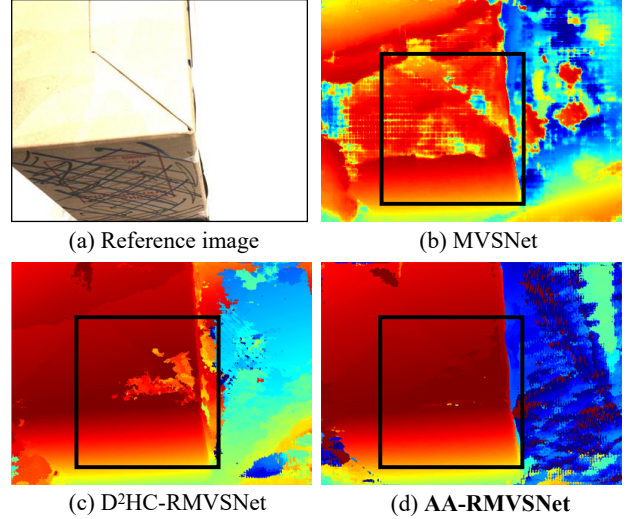 (a) Reference image
(b) MVSNet
(c) D²HC-RMVSNet
(d) AA-RMVSNet